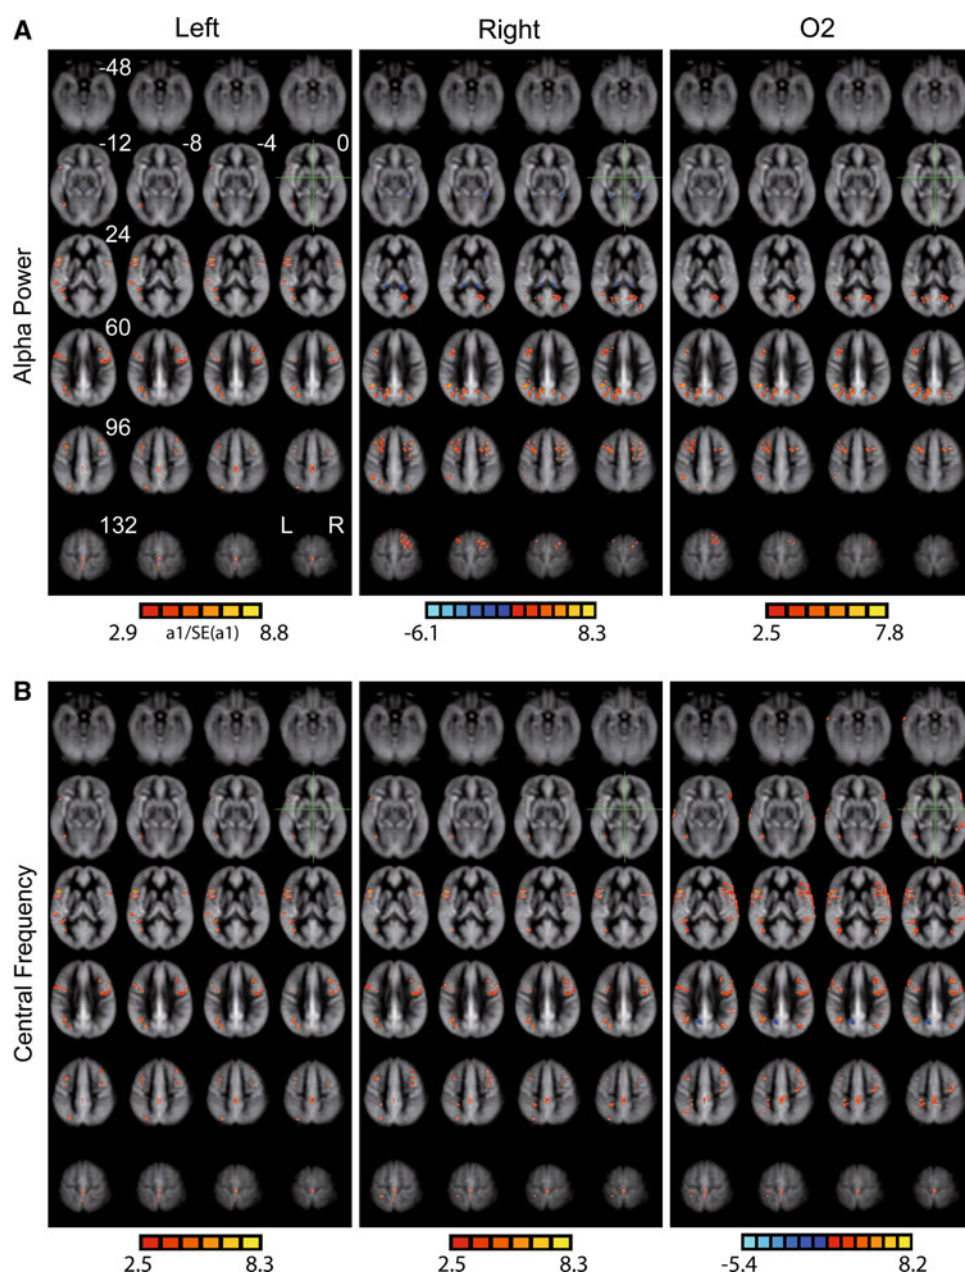 A Left Right O2
-48
-12 -8 -4 0
24
60
96
132 L R
Alpha Power
2.9 a1/SE(a1) 8.8
-6.1 8.3
2.5 7.8
B
Central Frequency
2.5 8.3
2.5 8.3
-5.4 8.2